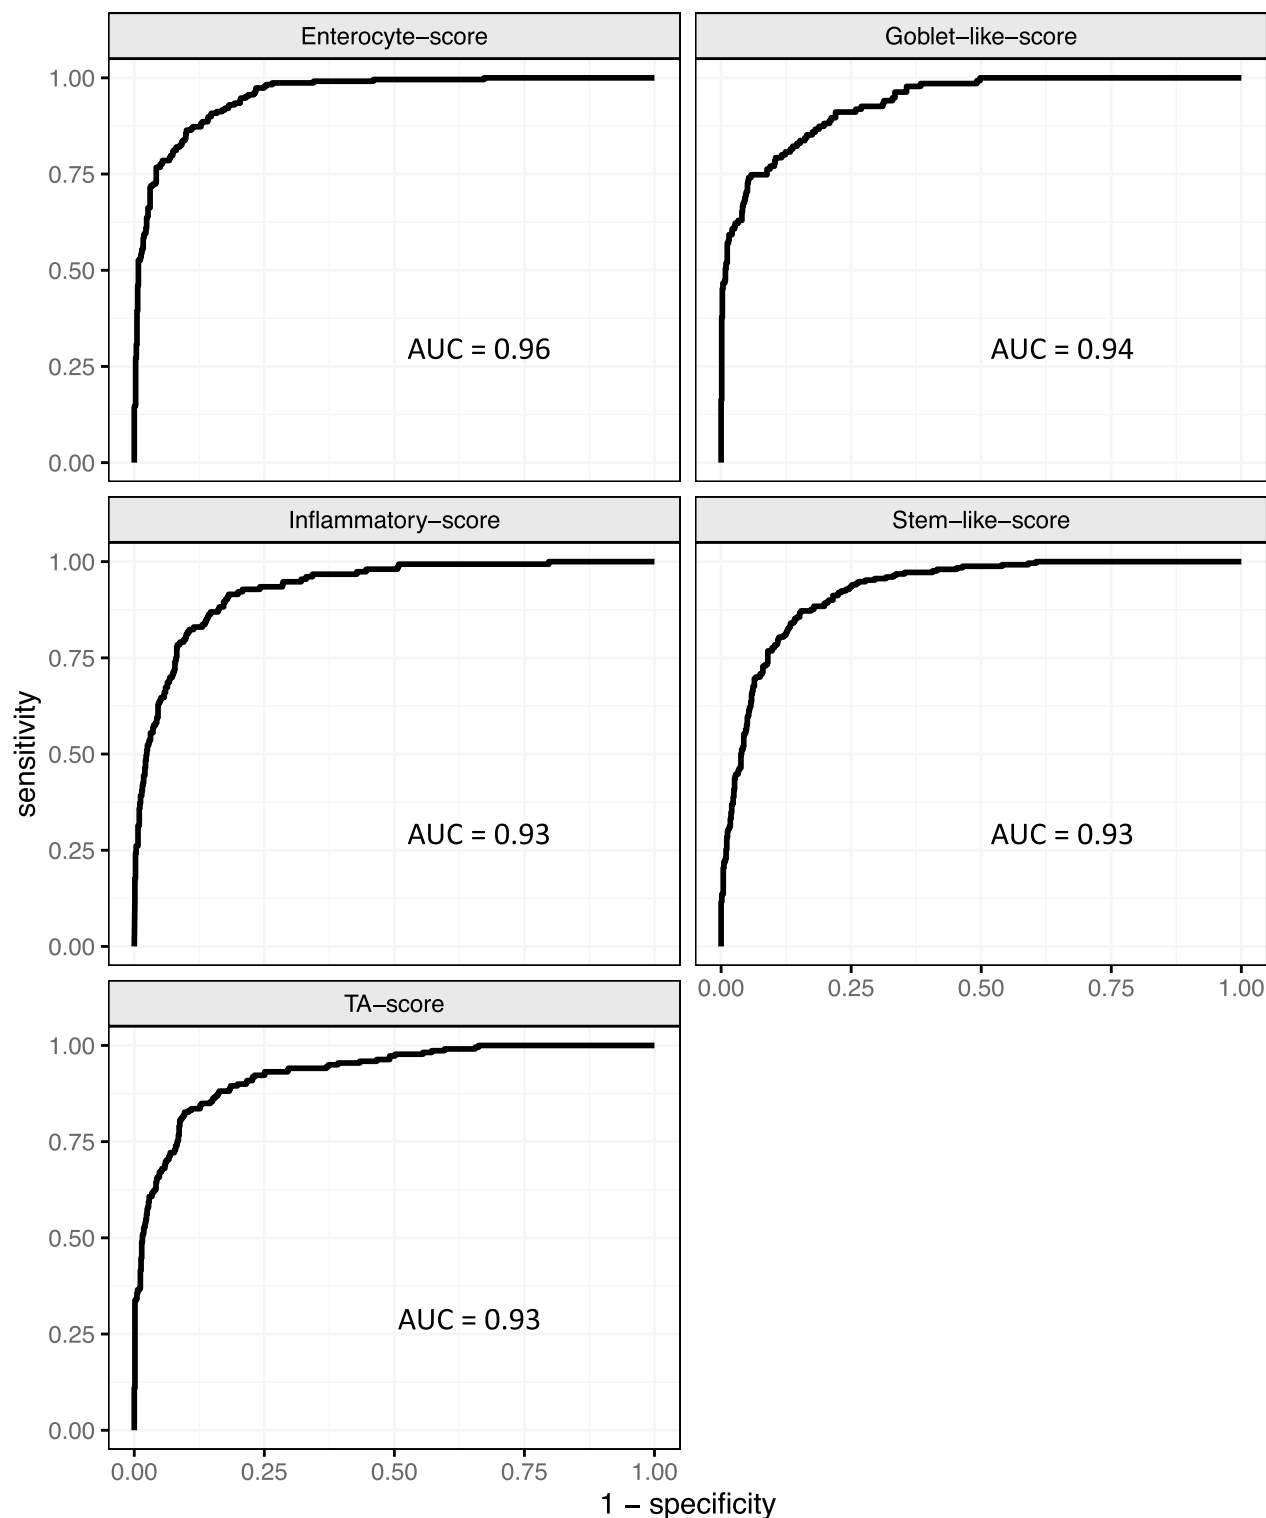 Enterocyte−score
Goblet−like−score
1.00
0.75
0.50
0.25
0.00
AUC = 0.96
AUC = 0.94
Inflammatory−score
Stem−like−score
1.00
0.75
0.50
0.25
0.00
AUC = 0.93
AUC = 0.93
0.00 0.25 0.50 0.75 1.00
sensitivity
TA−score
1.00
0.75
0.50
0.25
0.00
AUC = 0.93
0.00 0.25 0.50 0.75 1.00
1 − specificity